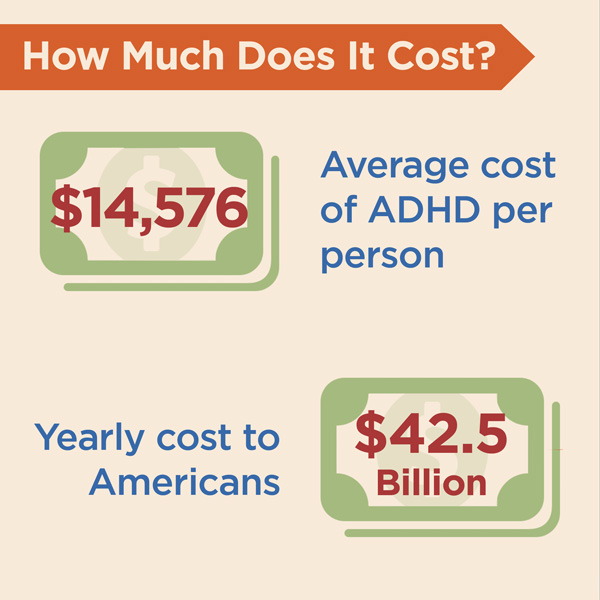 How Much Does It Cost?
$14,576
Average cost
of ADHD per
person
Yearly cost to
Americans
$42.5
Billion